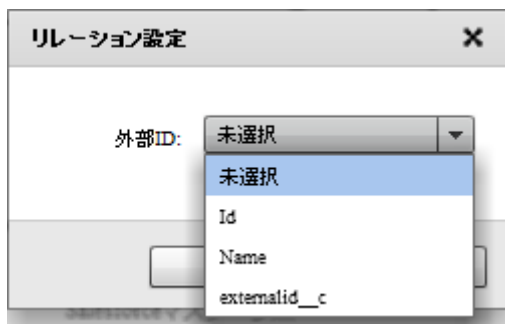 リレーション設定
外部ID:
未選択
未選択
Id
Name
externalid__c